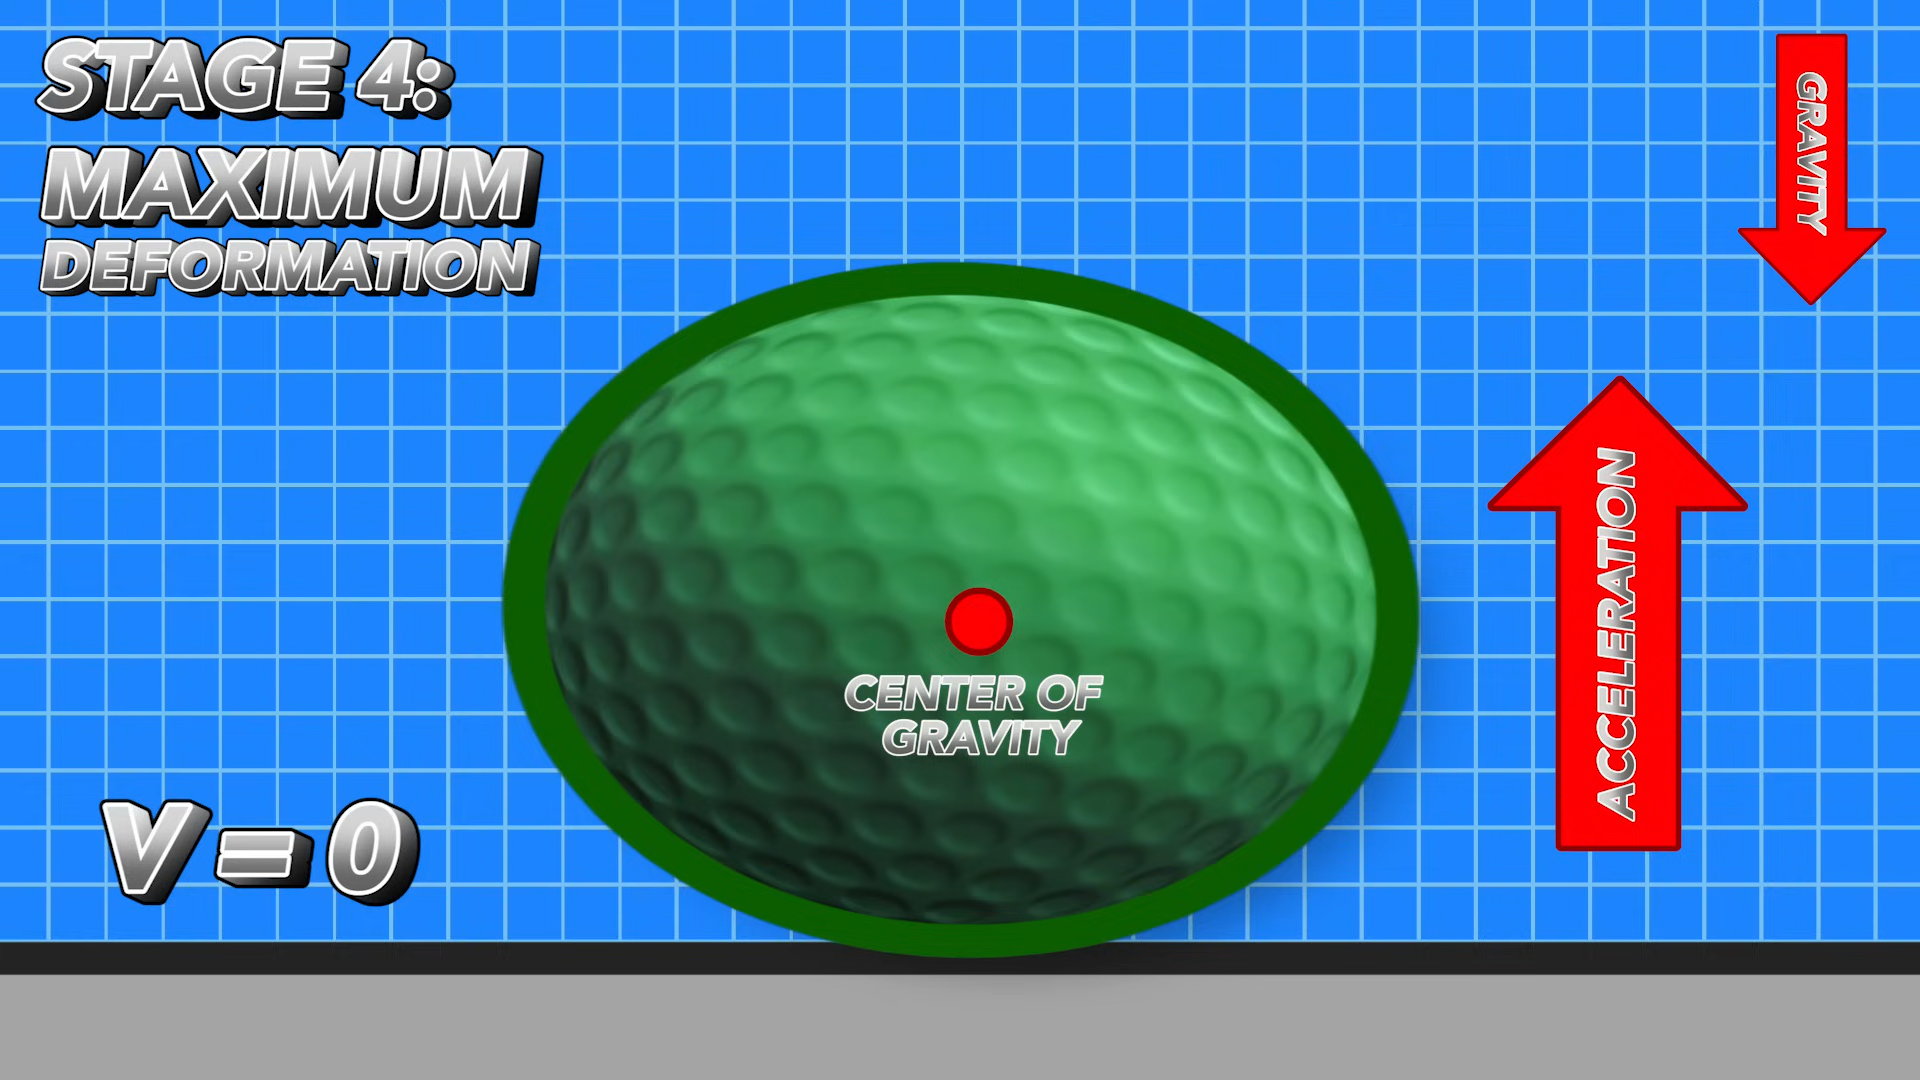 STAGE 4:
MAXIMUM
DEFORMATION
GRAVITY
ACCELERATION
CENTER OF
GRAVITY
V = 0